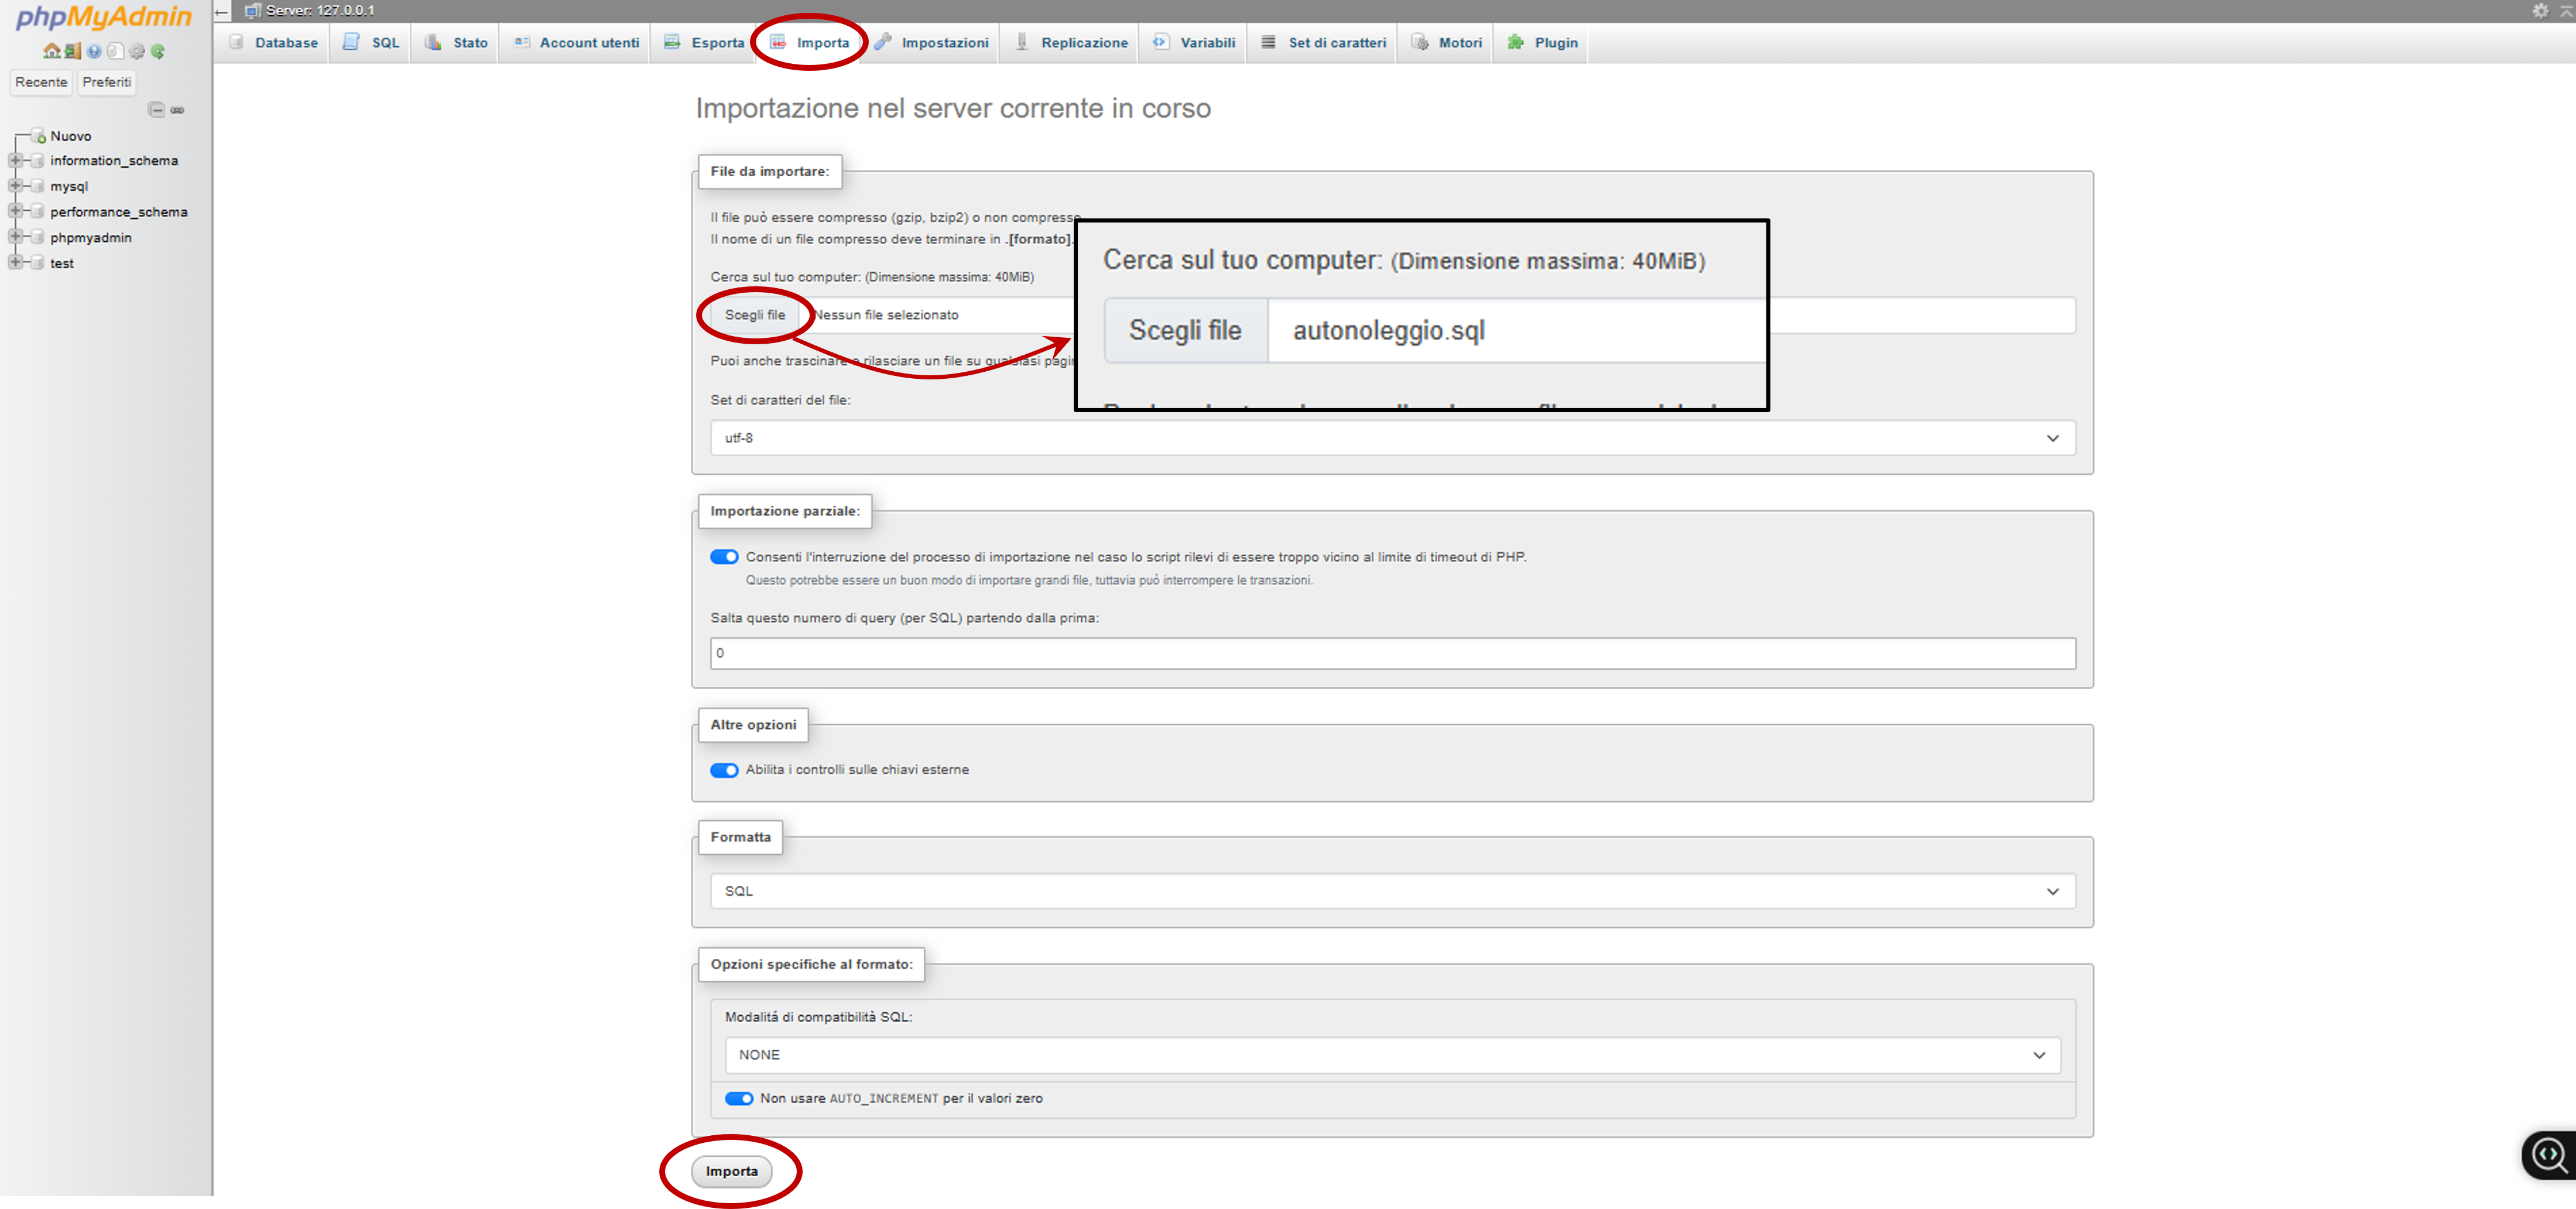 phpMyAdmin
Recente Preferiti
Nuovo
information_schema
mysql
performance_schema
phpmyadmin
test
Server: 127.0.0.1
Database SQL Stato Account utenti Esporta Importa Impostazioni Replicazione Variabili Set di caratteri Motori Plugin
Importazione nel server corrente in corso
File da importare:
Il file può essere compresso (gzip, bzip2) o non compresso
Il nome di un file compresso deve terminare in .[formato].
Cerca sul tuo computer: (Dimensione massima: 40MiB)
Scegli file Nessun file selezionato
Cerca sul tuo computer: (Dimensione massima: 40MiB)
Scegli file autonoleggio.sql
Puoi anche trascinare e rilasciare un file su qualsiasi pagin
Set di caratteri del file:
utf-8
Importazione parziale:
Consenti l'interruzione del processo di importazione nel caso lo script rilevi di essere troppo vicino al limite di timeout di PHP.
Questo potrebbe essere un buon modo di importare grandi file, tuttavia può interrompere le transazioni.
Salta questo numero di query (per SQL) partendo dalla prima:
0
Altre opzioni
Abilita i controlli sulle chiavi esterne
Formatta
SQL
Opzioni specifiche al formato:
Modalitá di compatibilità SQL:
NONE
Non usare AUTO_INCREMENT per il valori zero
Importa